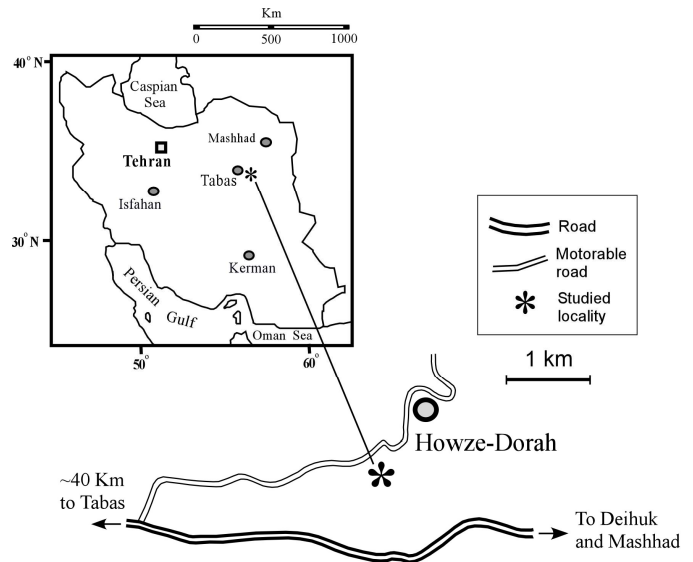 Km
0 500 1000
40° N
Caspian
Sea
Mashhad
Tehran
Tabas
*
Isfahan
30° N
Kerman
Persian
Gulf
Oman Sea
50°
60°
Road
Motorable
road
*
Studied
locality
1 km
Howze-Dorah
*
~40 Km
to Tabas
To Deihuk
and Mashhad